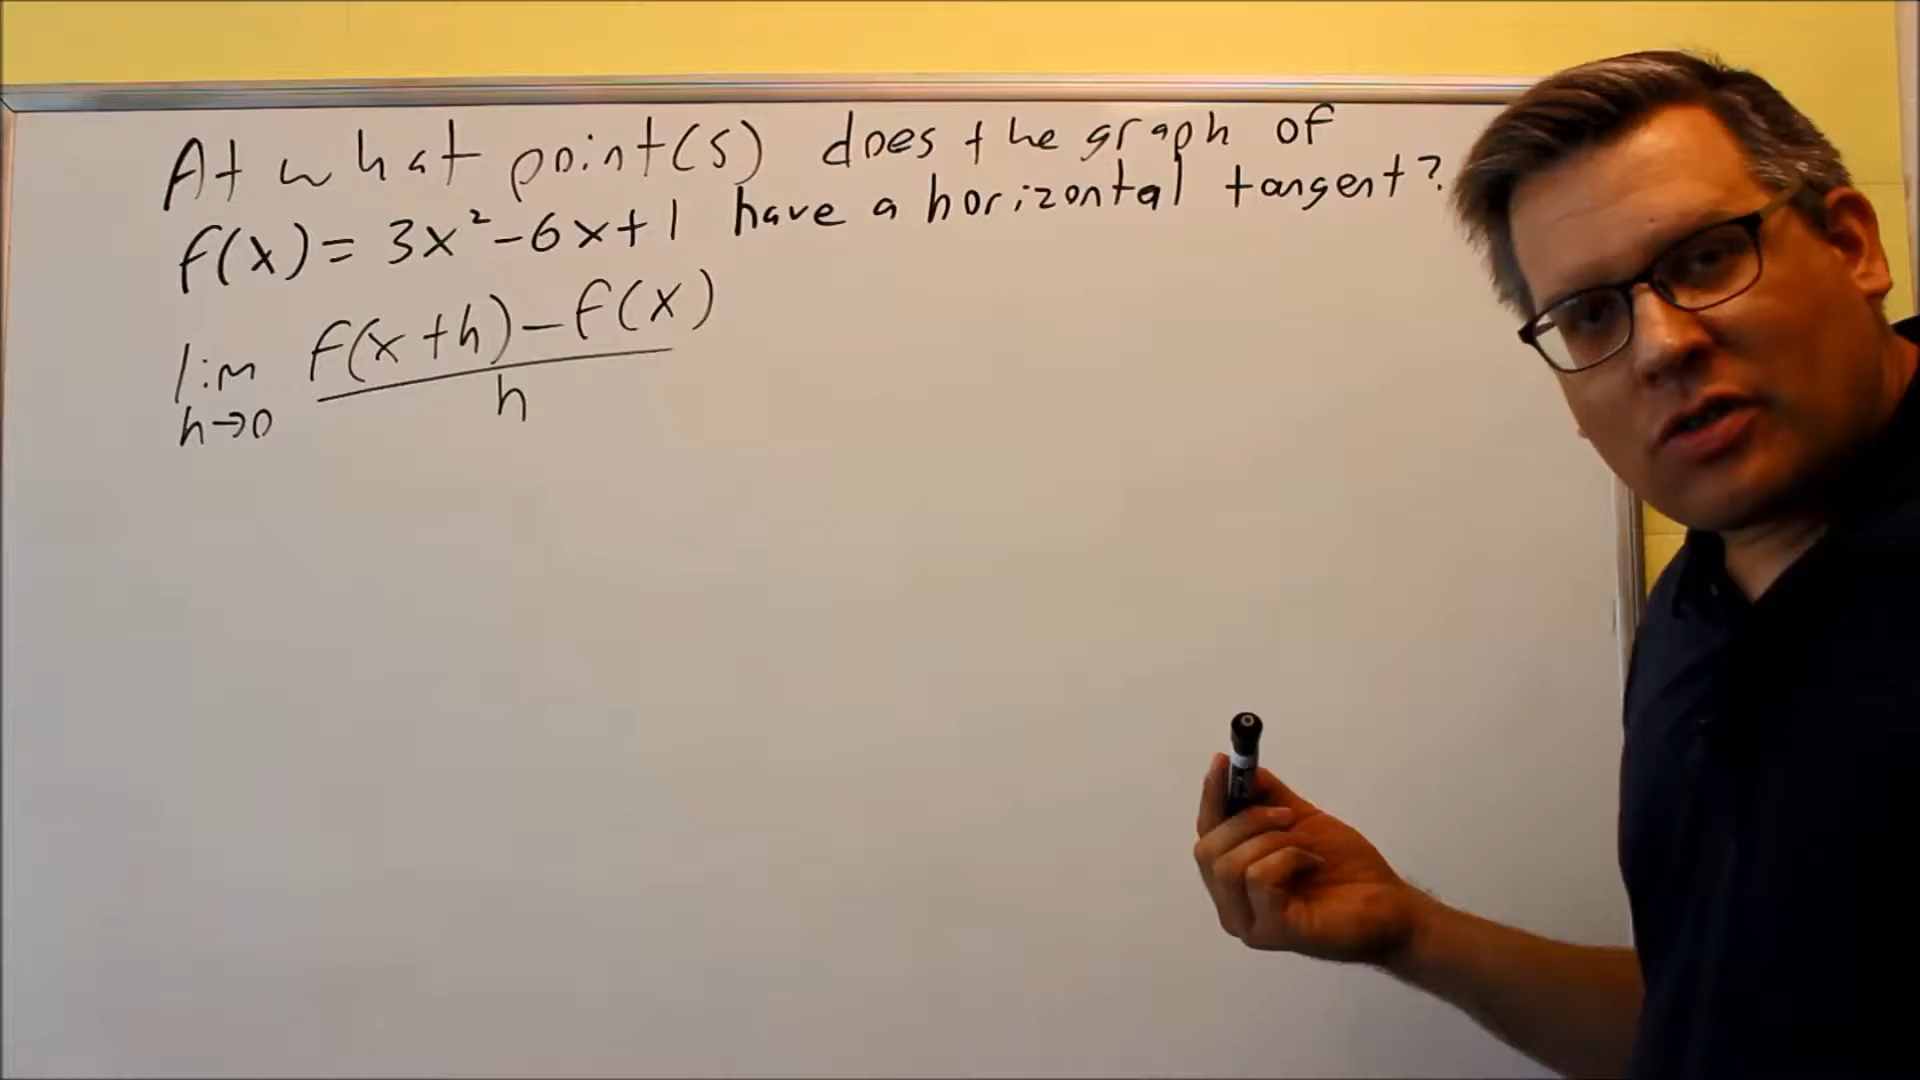 At what point(s) does the graph of
f(x) = 3x² - 6x + 1 have a horizontal tangent?
lim f(x+h) - f(x)
h→0 h